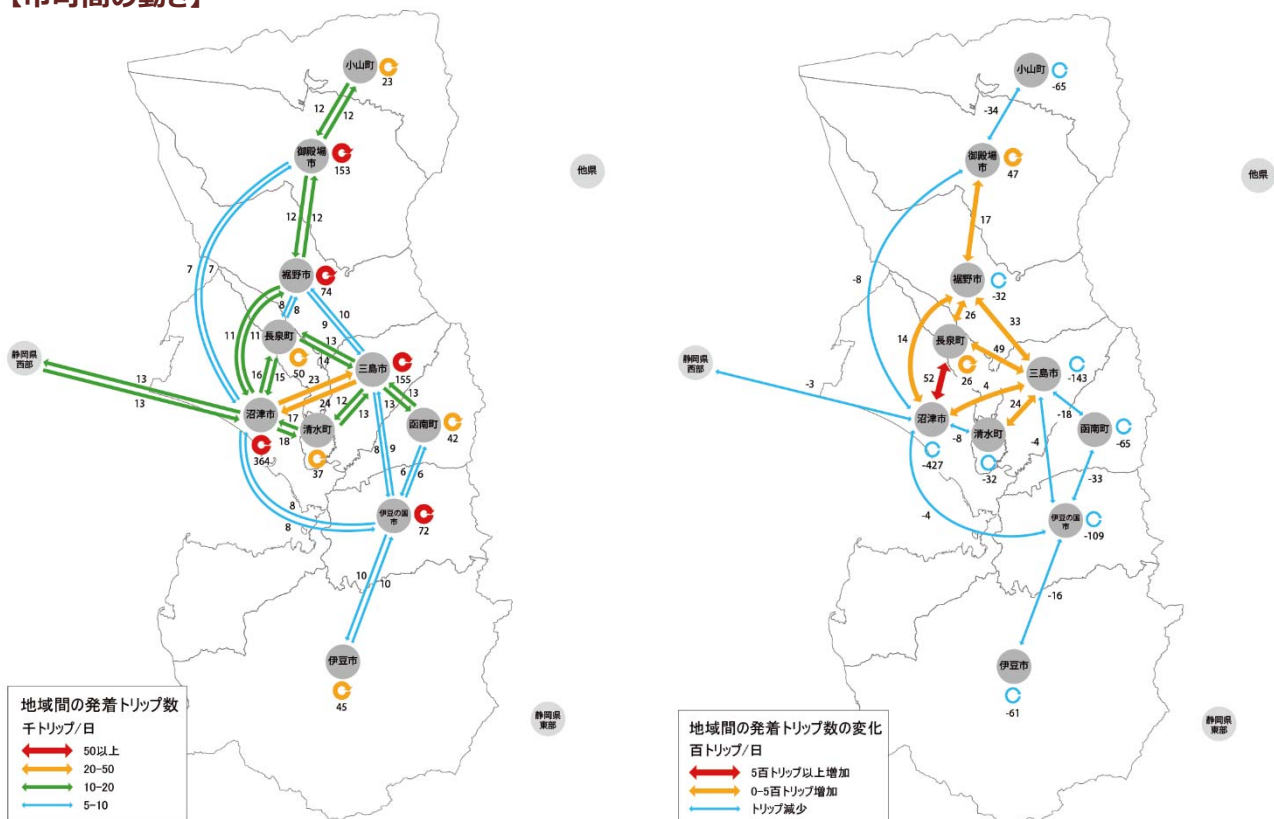 【市町間の動き】
小山町
23
12
12
御殿場
市
153
他県
12
12
7
7
裾野市
74
8
8
10
9
11
11
長泉町
13
14
50
静岡県
西部
13
13
16
15
23
24
三島市
155
12
13
13
13
沼津市
364
17
18
清水町
37
函南町
42
8
9
6
6
8
8
伊豆の国
市
72
10
10
伊豆市
45
静岡県
東部
地域間の発着トリップ数
千トリップ/日
50以上
20-50
10-20
5-10
小山町
-65
-34
御殿場
市
47
他県
17
-8
裾野市
-32
14
26
33
長泉町
26
49
静岡県
西部
-3
52
4
三島市
-143
24
-18
沼津市
-427
-8
清水町
-32
函南町
-65
-4
-33
-4
伊豆の国
市
-109
-16
伊豆市
-61
静岡県
東部
地域間の発着トリップ数の変化
百トリップ/日
5百トリップ以上増加
0-5百トリップ増加
トリップ減少